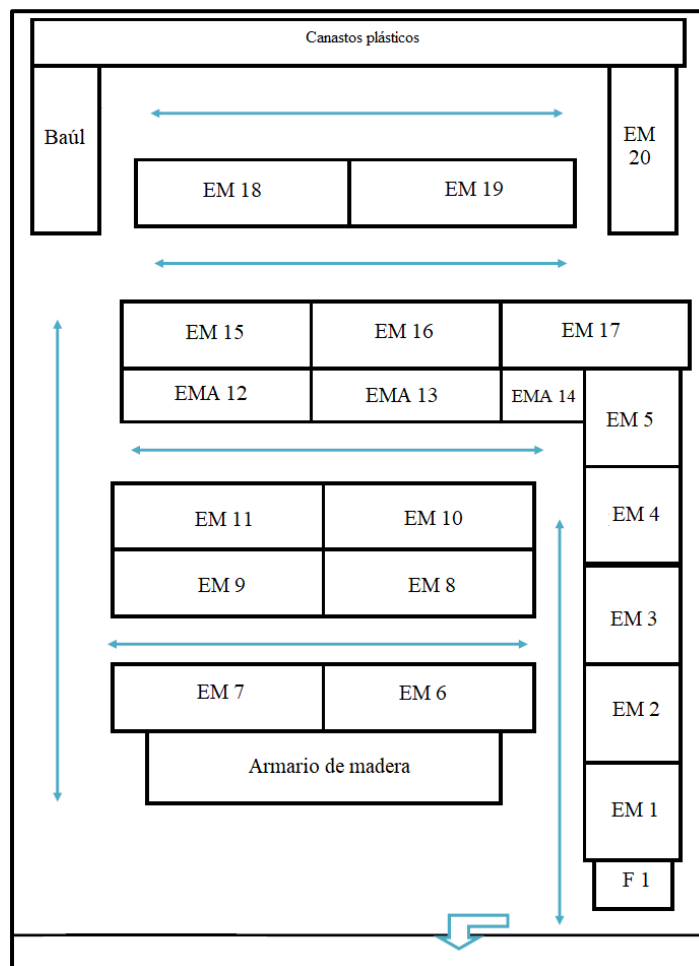 Canastos plásticos
Baúl
EM
20
EM 18
EM 19
EM 15
EM 16
EM 17
EMA 12
EMA 13
EMA 14
EM 5
EM 11
EM 10
EM 4
EM 9
EM 8
EM 3
EM 7
EM 6
EM 2
Armario de madera
EM 1
F 1